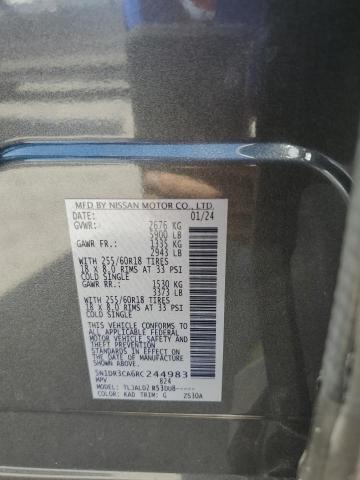 MFD BY NISSAN MOTOR CO., LTD.
DATE: 01/24
GVWR: 2676 KG
5900 LB
GAWR FR: 1335 KG
2943 LB
WITH 255/60R18 TIRES
18 X 8.0 RIMS AT 33 PSI
COLD SINGLE
GAWR RR: 1530 KG
3373 LB
WITH 255/60R18 TIRES
18 X 8.0 RIMS AT 33 PSI
COLD SINGLE
THIS VEHICLE CONFORMS TO ALL
APPLICABLE FEDERAL MOTOR
VEHICLE SAFETY STANDARDS IN
EFFECT ON THE DATE OF
MANUFACTURE SHOWN ABOVE.
5N1DR3CA6RC244983
MPV 824
MODEL:
COLOR: KAD TRIM: G ZS30A